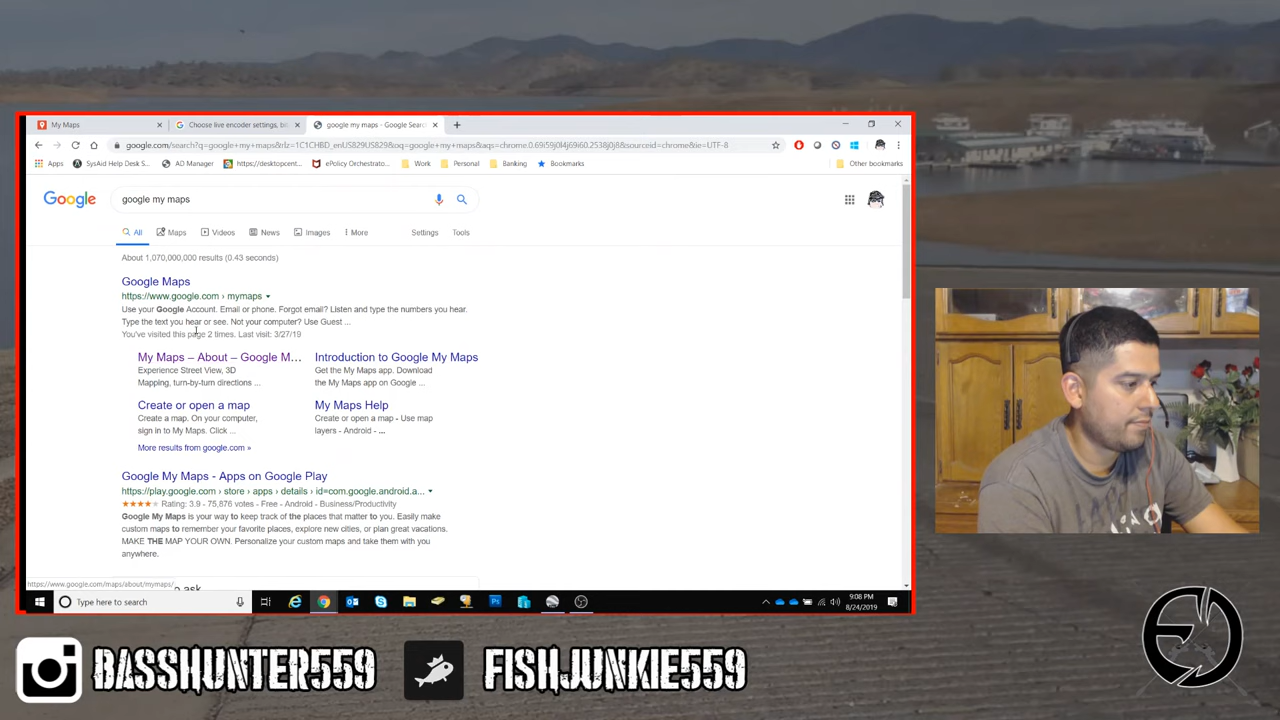 My Maps
Choose live encoder settings, bi
google my maps - Google Sear
google.com/search?q=google+my+maps&rlz=1C1CHBD_enUS829US829&oq=google+my+maps&aqs=chrome.0.69i59j0l4j69i60.2538j0j8&sourceid=chrome&ie=UTF-8
Apps
SysAid Help Desk S...
AD Manager
https://desktopcent...
ePolicy Orchestrato...
Work
Personal
Banking
Bookmarks
Other bookmarks
Google
google my maps
All
Maps
Videos
News
Images
More
Settings
Tools
About 1,070,000,000 results (0.43 seconds)
Google Maps
https://www.google.com › mymaps
Use your Google Account. Email or phone. Forgot email? Listen and type the numbers you hear.
Type the text you hear or see. Not your computer? Use Guest ...
You've visited this page 2 times. Last visit: 3/27/19
My Maps – About – Google M...
Experience Street View, 3D
Mapping, turn-by-turn directions ...
Introduction to Google My Maps
Get the My Maps app. Download
the My Maps app on Google ...
Create or open a map
Create a map. On your computer,
sign in to My Maps. Click ...
My Maps Help
Create or open a map - Use map
layers - Android - ...
More results from google.com »
Google My Maps - Apps on Google Play
https://play.google.com › store › apps › details › id=com.google.android.a...
Rating: 3.9 - 75,876 votes - Free - Android - Business/Productivity
Google My Maps is your way to keep track of the places that matter to you. Easily make
custom maps to remember your favorite places, explore new cities, or plan great vacations.
MAKE THE MAP YOUR OWN. Personalize your custom maps and take them with you
anywhere.
https://www.google.com/maps/about/mymaps/
ask
Type here to search
9:08 PM
8/24/2019
BASSHUNTER559
FISHJUNKIE559